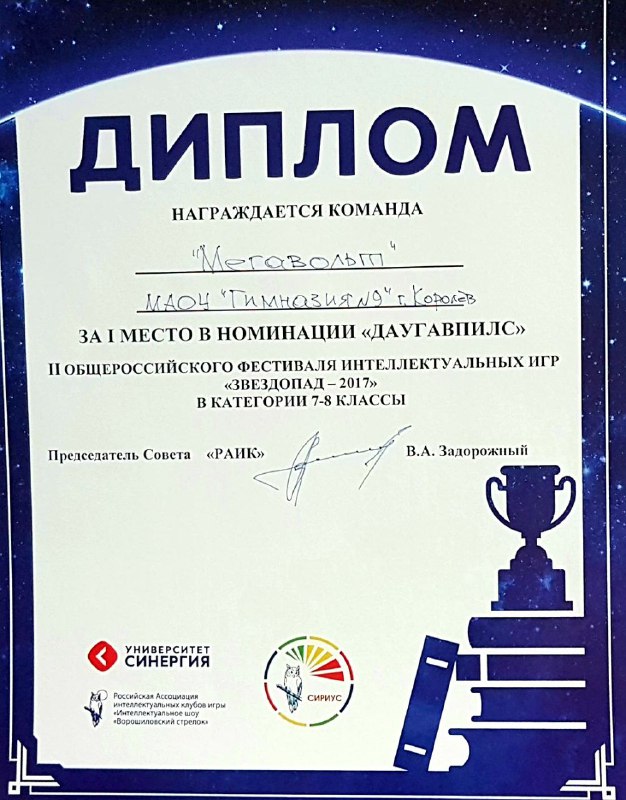 ДИПЛОМ
НАГРАЖДАЕТСЯ КОМАНДА
"Мегавольт"
МАОУ "Гимназия №9" г. Королёв
ЗА I МЕСТО В НОМИНАЦИИ «ДАУГАВПИЛС»
II ОБЩЕРОССИЙСКОГО ФЕСТИВАЛЯ ИНТЕЛЛЕКТУАЛЬНЫХ ИГР
«ЗВЕЗДОПАД – 2017»
В КАТЕГОРИИ 7-8 КЛАССЫ
Председатель Совета «РАИК» В.А. Задорожный
УНИВЕРСИТЕТ
СИНЕРГИЯ
Российская Ассоциация
интеллектуальных клубов игры
«Интеллектуальное шоу
«Ворошиловский стрелок»
СИРИУС